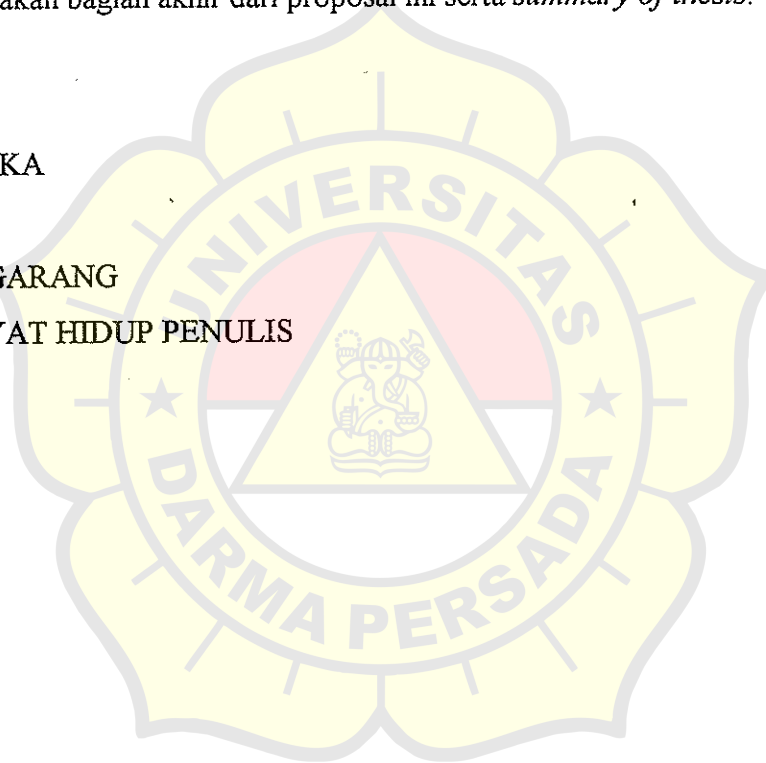 akan bagian akhir dari proposal ini serta summary of thesis.
KA
GARANG
YAT HIDUP PENULIS
UNIVERSITAS
DARMA PERSADA